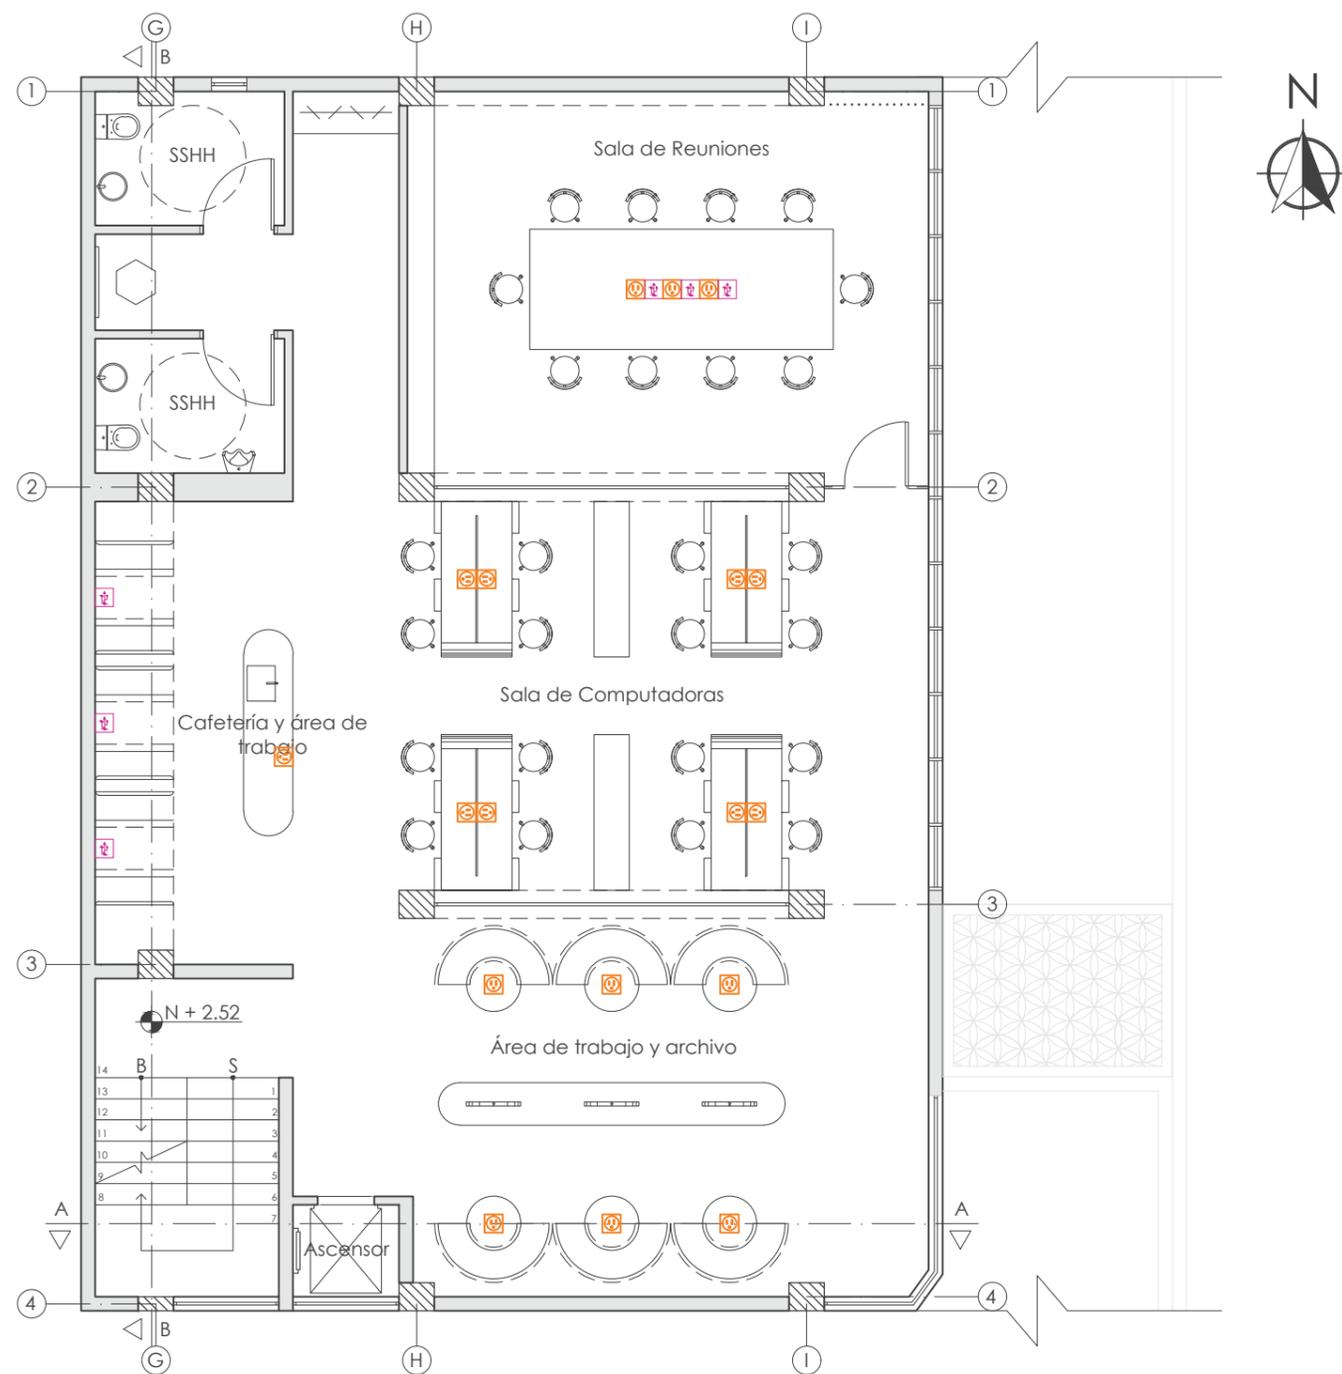 G
H
I
B
1
1
N
Sala de Reuniones
SSHH
SSHH
2
2
Sala de Computadoras
Cafetería y área de
trabajo
3
3
N + 2.52
Área de trabajo y archivo
14
B
S
13
1
12
2
11
3
10
4
9
5
8
6
7
A
A
Ascensor
4
4
B
G
H
I